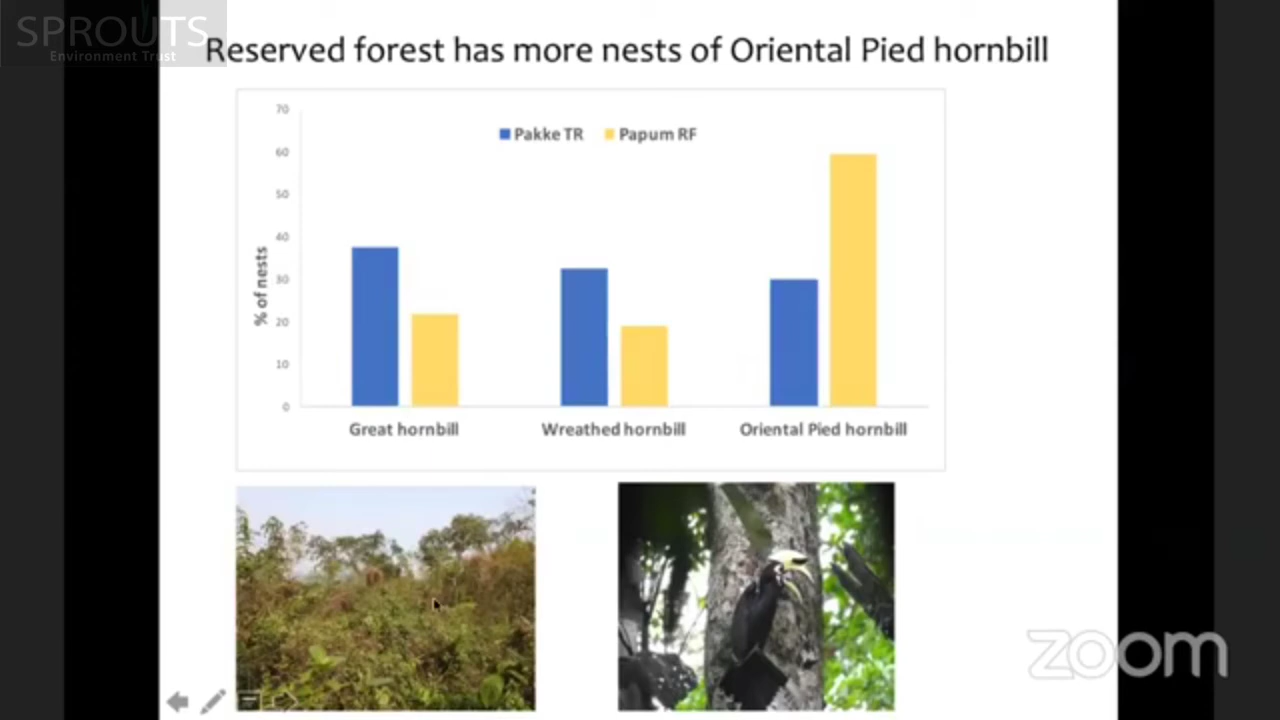 SPROUTS
Environment Trust
Reserved forest has more nests of Oriental Pied hornbill
70
Pakke TR Papum RF
60
50
40
30
20
10
0
% of nests
Great hornbill Wreathed hornbill Oriental Pied hornbill
zoom